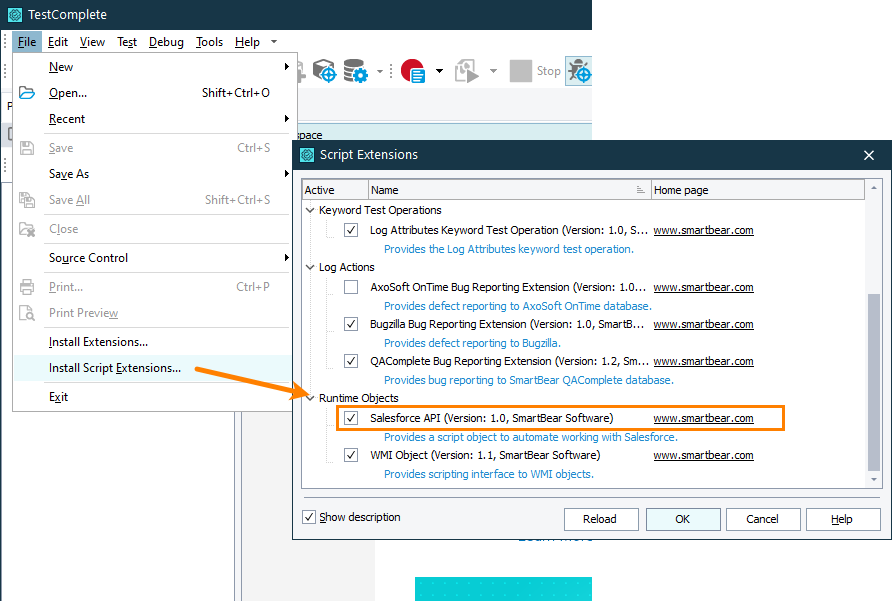 TestComplete
File Edit View Test Debug Tools Help
New
Open... Shift+Ctrl+O
Recent
Save Ctrl+S
Save As
Save All Shift+Ctrl+S
Close
Source Control
Print... Ctrl+P
Print Preview
Install Extensions...
Install Script Extensions...
Exit
Stop
P
space
Script Extensions
Active Name Home page
Keyword Test Operations
Log Attributes Keyword Test Operation (Version: 1.0, S... www.smartbear.com
Provides the Log Attributes keyword test operation.
Log Actions
AxoSoft OnTime Bug Reporting Extension (Version: 1.0... www.smartbear.com
Provides defect reporting to AxoSoft OnTime database.
Bugzilla Bug Reporting Extension (Version: 1.0, SmartB... www.smartbear.com
Provides defect reporting to Bugzilla.
QAComplete Bug Reporting Extension (Version: 1.2, Sm... www.smartbear.com
Provides bug reporting to SmartBear QAComplete database.
Runtime Objects
Salesforce API (Version: 1.0, SmartBear Software) www.smartbear.com
Provides a script object to automate working with Salesforce.
WMI Object (Version: 1.1, SmartBear Software) www.smartbear.com
Provides scripting interface to WMI objects.
Show description
Reload OK Cancel Help